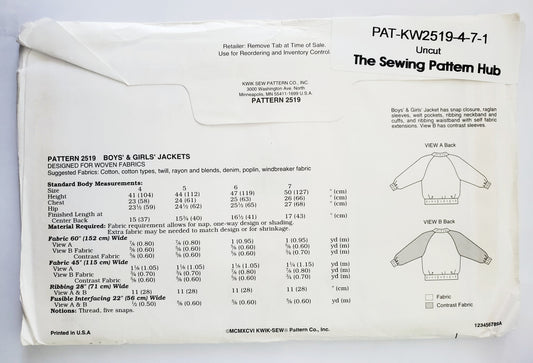 PAT-KW2519-4-7-1
Uncut
The Sewing Pattern Hub
Retailer: Remove Tab at Time of Sale.
Use for Reordering and Inventory Control.
KWIK SEW PATTERN CO., INC
3000 Washington Ave. North
Minneapolis, MN 55411-1699 U.S.A.
PATTERN 2519
Boys' & Girls' Jacket has snap closure, raglan
sleeves, welt pockets, ribbing neckband and
cuffs, and ribbing waistband with self fabric
extensions. View B has contrast sleeves.
VIEW A Back
VIEW B Back
Fabric
Contrast Fabric
PATTERN 2519 BOYS' & GIRLS' JACKETS
DESIGNED FOR WOVEN FABRICS
Suggested Fabrics: Cotton, cotton types, twill, rayon and blends, denim, poplin, windbreaker fabric
Standard Body Measurements:
Size 4 5 6 7
Height 41 (104) 44 (112) 47 (119) 50 (127) " (cm)
Chest 23 (58) 24 (61) 25 (63) 26 (66) " (cm)
Hip 23½ (59) 24½ (62) 25½ (65) 27 (68) " (cm)
Finished Length at
Center Back 15 (37) 15¾ (40) 16½ (41) 17 (43) " (cm)
Material Required: Fabric requirement allows for nap, one-way design or shading.
Extra fabric may be needed to match design or for shrinkage.
Fabric 60" (152 cm) Wide
View A ⅞ (0.80) ⅞ (0.80) 1 (0.95) 1 (0.95) yd (m)
View B Fabric ⅝ (0.60) ⅝ (0.60) ⅝ (0.60) ⅝ (0.60) yd (m)
Contrast Fabric ⅝ (0.60) ⅝ (0.60) ⅝ (0.60) ⅝ (0.60) yd (m)
Fabric 45" (115 cm) Wide
View A 1⅛ (1.05) 1⅛ (1.05) 1⅛ (1.05) 1¼ (1.15) yd (m)
View B Fabric ¾ (0.70) ¾ (0.70) ¾ (0.70) ⅞ (0.80) yd (m)
Contrast Fabric ⅝ (0.60) ⅝ (0.60) ⅝ (0.60) ¾ (0.70) yd (m)
Ribbing 28" (71 cm) Wide
View A & B 11 (28) 11 (28) 11 (28) 11 (28) " (cm)
Fusible Interfacing 22" (56 cm) Wide
View A & B ½ (0.50) ⅝ (0.60) ⅝ (0.60) ⅝ (0.60) yd (m)
Notions: Thread, five snaps.
Printed in U.S.A
©MCMXCVI KWIK•SEW® Pattern Co., Inc.
123456789A